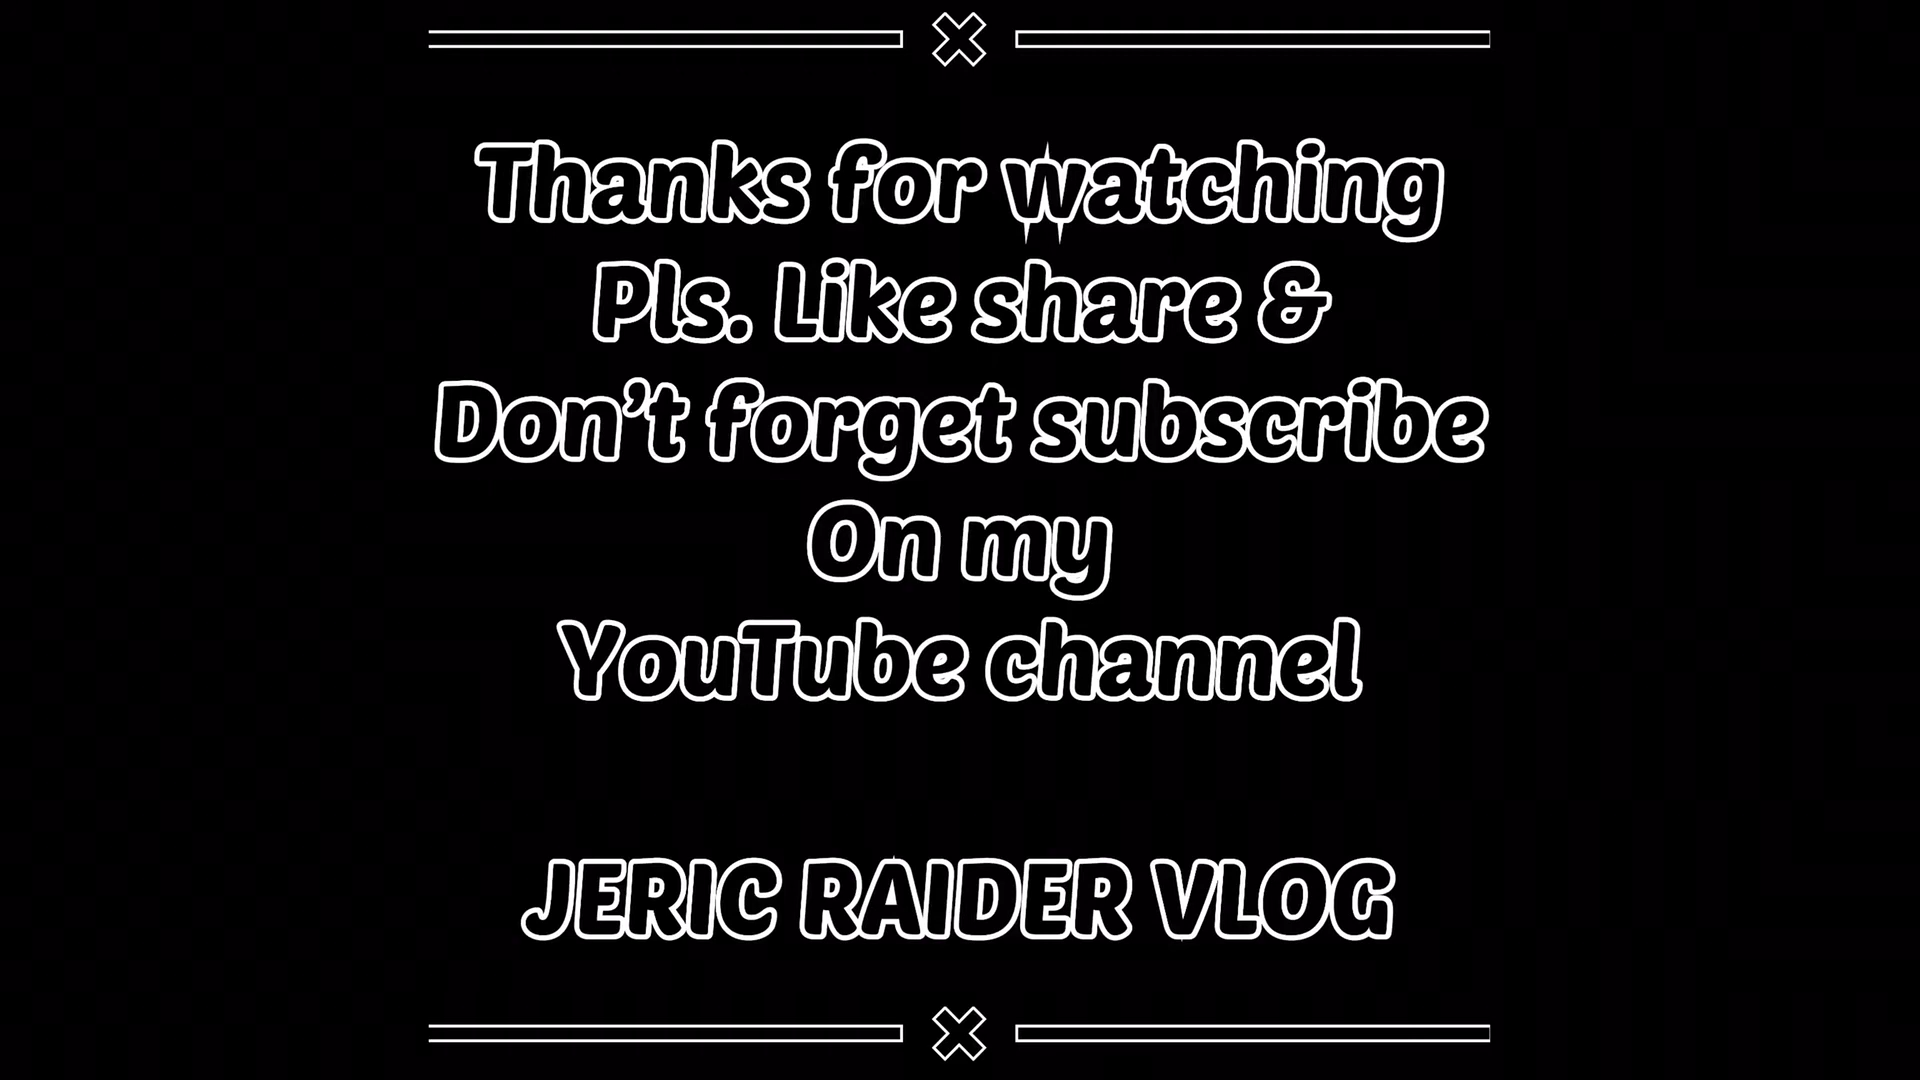 Thanks for watching
Pls. Like share &
Don't forget subscribe
On my
YouTube channel
JERIC RAIDER VLOG